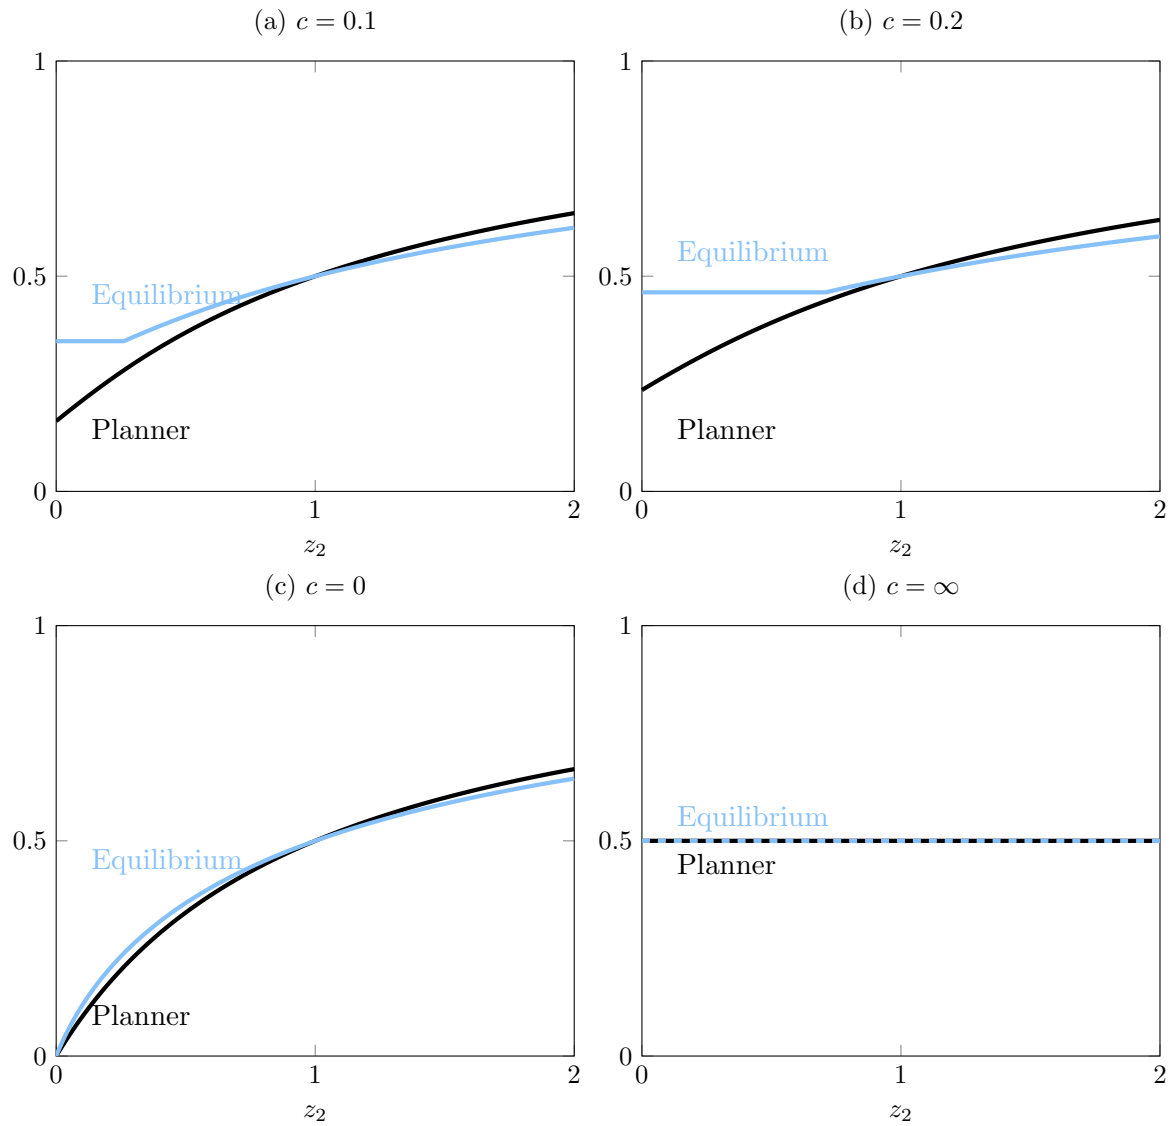 (a) c = 0.1
1
0.5
0
Equilibrium
Planner
0
1
2
z₂
(b) c = 0.2
1
0.5
0
Equilibrium
Planner
0
1
2
z₂
(c) c = 0
1
0.5
0
Equilibrium
Planner
0
1
2
z₂
(d) c = ∞
1
0.5
0
Equilibrium
Planner
0
1
2
z₂